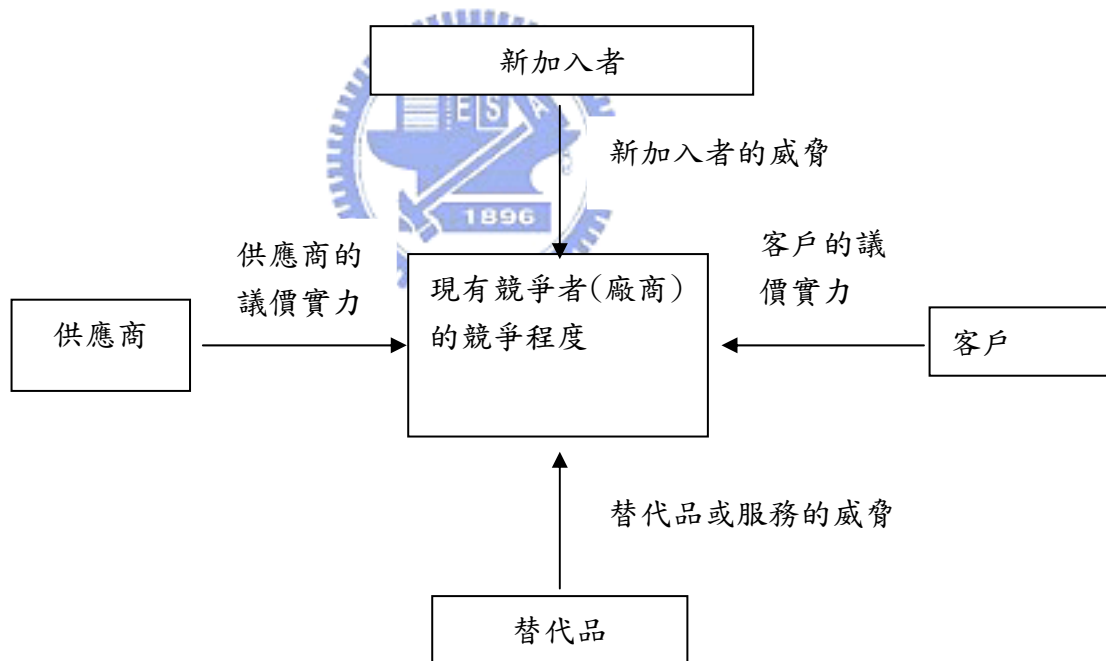 新加入者
ES A
新加入者的威脅
1896
供應商的
議價實力
客戶的議
價實力
供應商
現有競爭者(廠商)
的競爭程度
客戶
替代品或服務的威脅
替代品